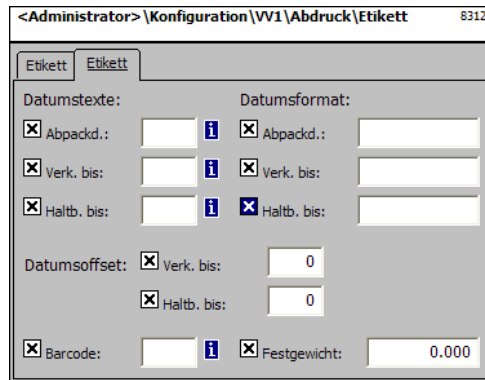 <Administrator>\Konfiguration\VV1\Abdruck\Etikett 8312
Etikett Etikett
Datumstexte: Datumsformat:
Abpackd.: i Abpackd.:
Verk. bis: i Verk. bis:
Haltb. bis: i Haltb. bis:
Datumsoffset: Verk. bis: 0
Haltb. bis: 0
Barcode: i Festgewicht: 0.000